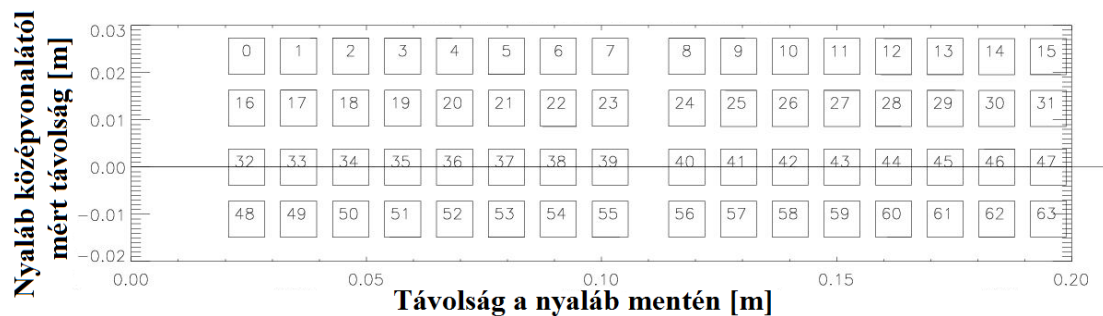 Nyaláb középvonalától
mért távolság [m]
0.03
0 1 2 3 4 5 6 7 8 9 10 11 12 13 14 15
0.02
16 17 18 19 20 21 22 23 24 25 26 27 28 29 30 31
0.01
32 33 34 35 36 37 38 39 40 41 42 43 44 45 46 47
0.00
48 49 50 51 52 53 54 55 56 57 58 59 60 61 62 63
-0.01
-0.02
0.00 0.05 0.10 0.15 0.20
Távolság a nyaláb mentén [m]